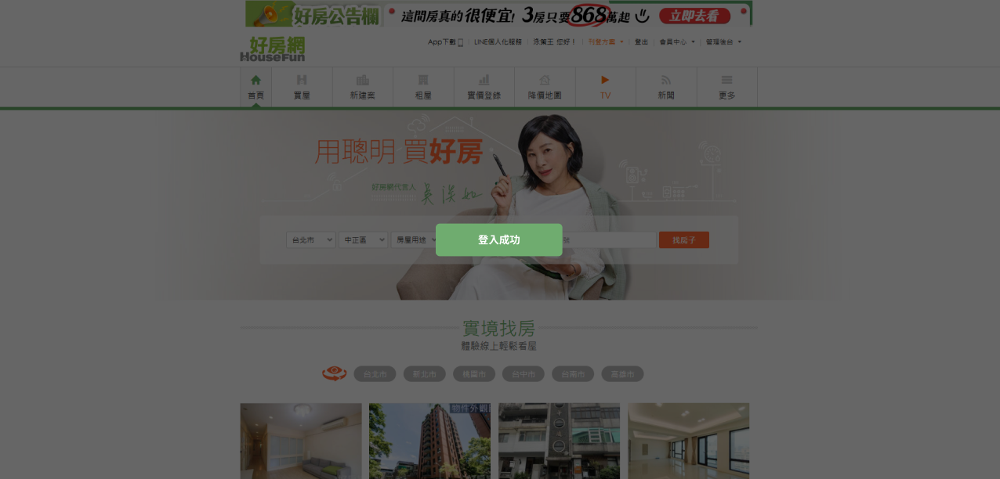 好房公告欄
這間房真的很便宜! 3房只要868萬起
立即去看
好房網
HouseFun
App下載
LINE個人化服務
您好!
刊登方案
登出
會員中心
管理後台
首頁
買屋
新建案
租屋
實價登錄
降價地圖
TV
新聞
更多
用聰明 買好房
好房網代言人
吳淡如
台北市
中正區
房屋用途
號
找房子
登入成功
實境找房
體驗線上輕鬆看屋
台北市
新北市
桃園市
台中市
台南市
高雄市
物件外觀